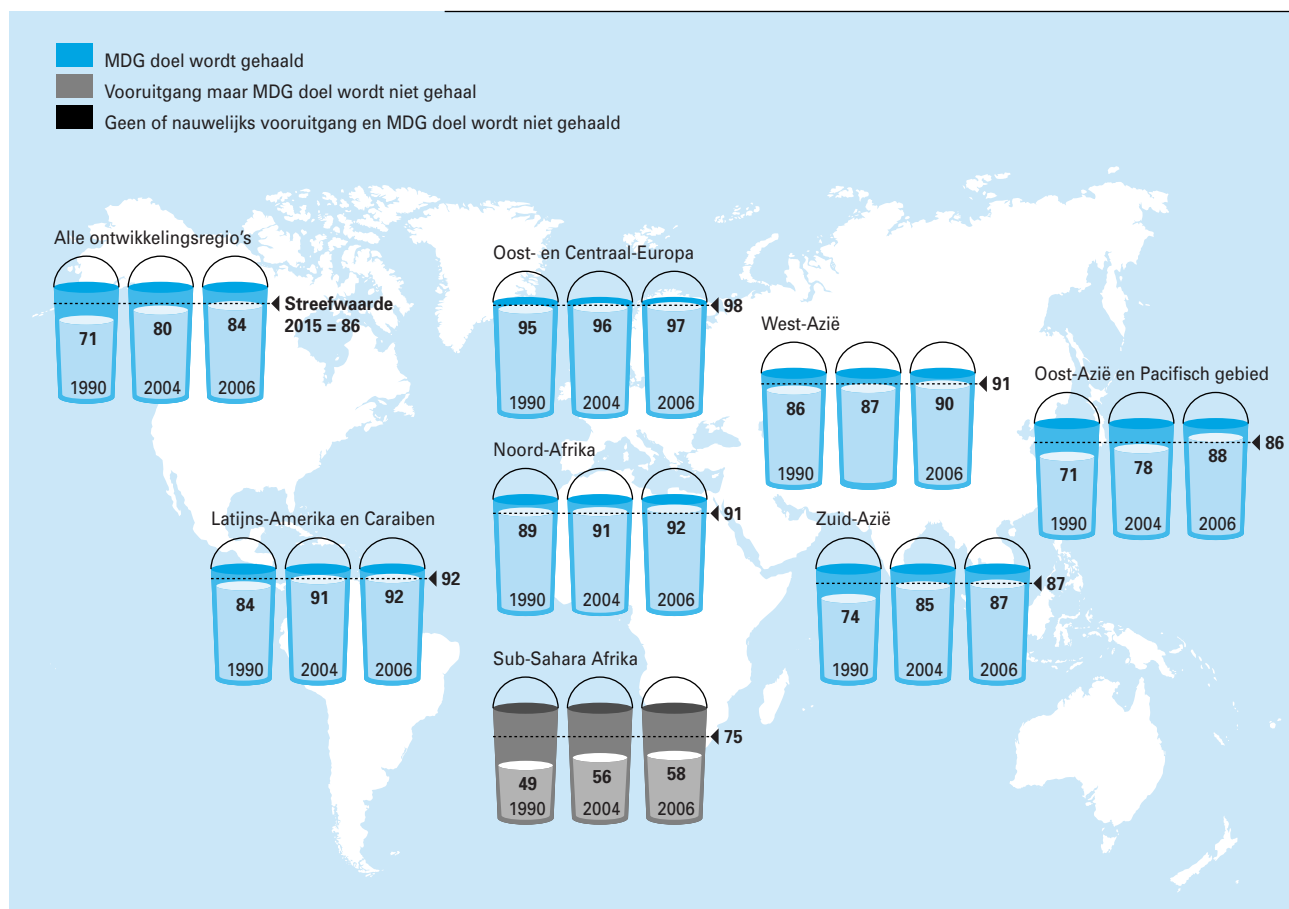 MDG doel wordt gehaald
Vooruitgang maar MDG doel wordt niet gehaal
Geen of nauwelijks vooruitgang en MDG doel wordt niet gehaald
Alle ontwikkelingsregio's
Streefwaarde
2015 = 86
71 80 84
1990 2004 2006
Oost- en Centraal-Europa
98
95 96 97
1990 2004 2006
West-Azië
91
86 87 90
1990 2006
Oost-Azië en Pacifisch gebied
86
71 78 88
1990 2004 2006
Noord-Afrika
91
89 91 92
1990 2004 2006
Latijns-Amerika en Caraiben
92
84 91 92
1990 2004 2006
Zuid-Azië
87
74 85 87
1990 2004 2006
Sub-Sahara Afrika
75
49 56 58
1990 2004 2006